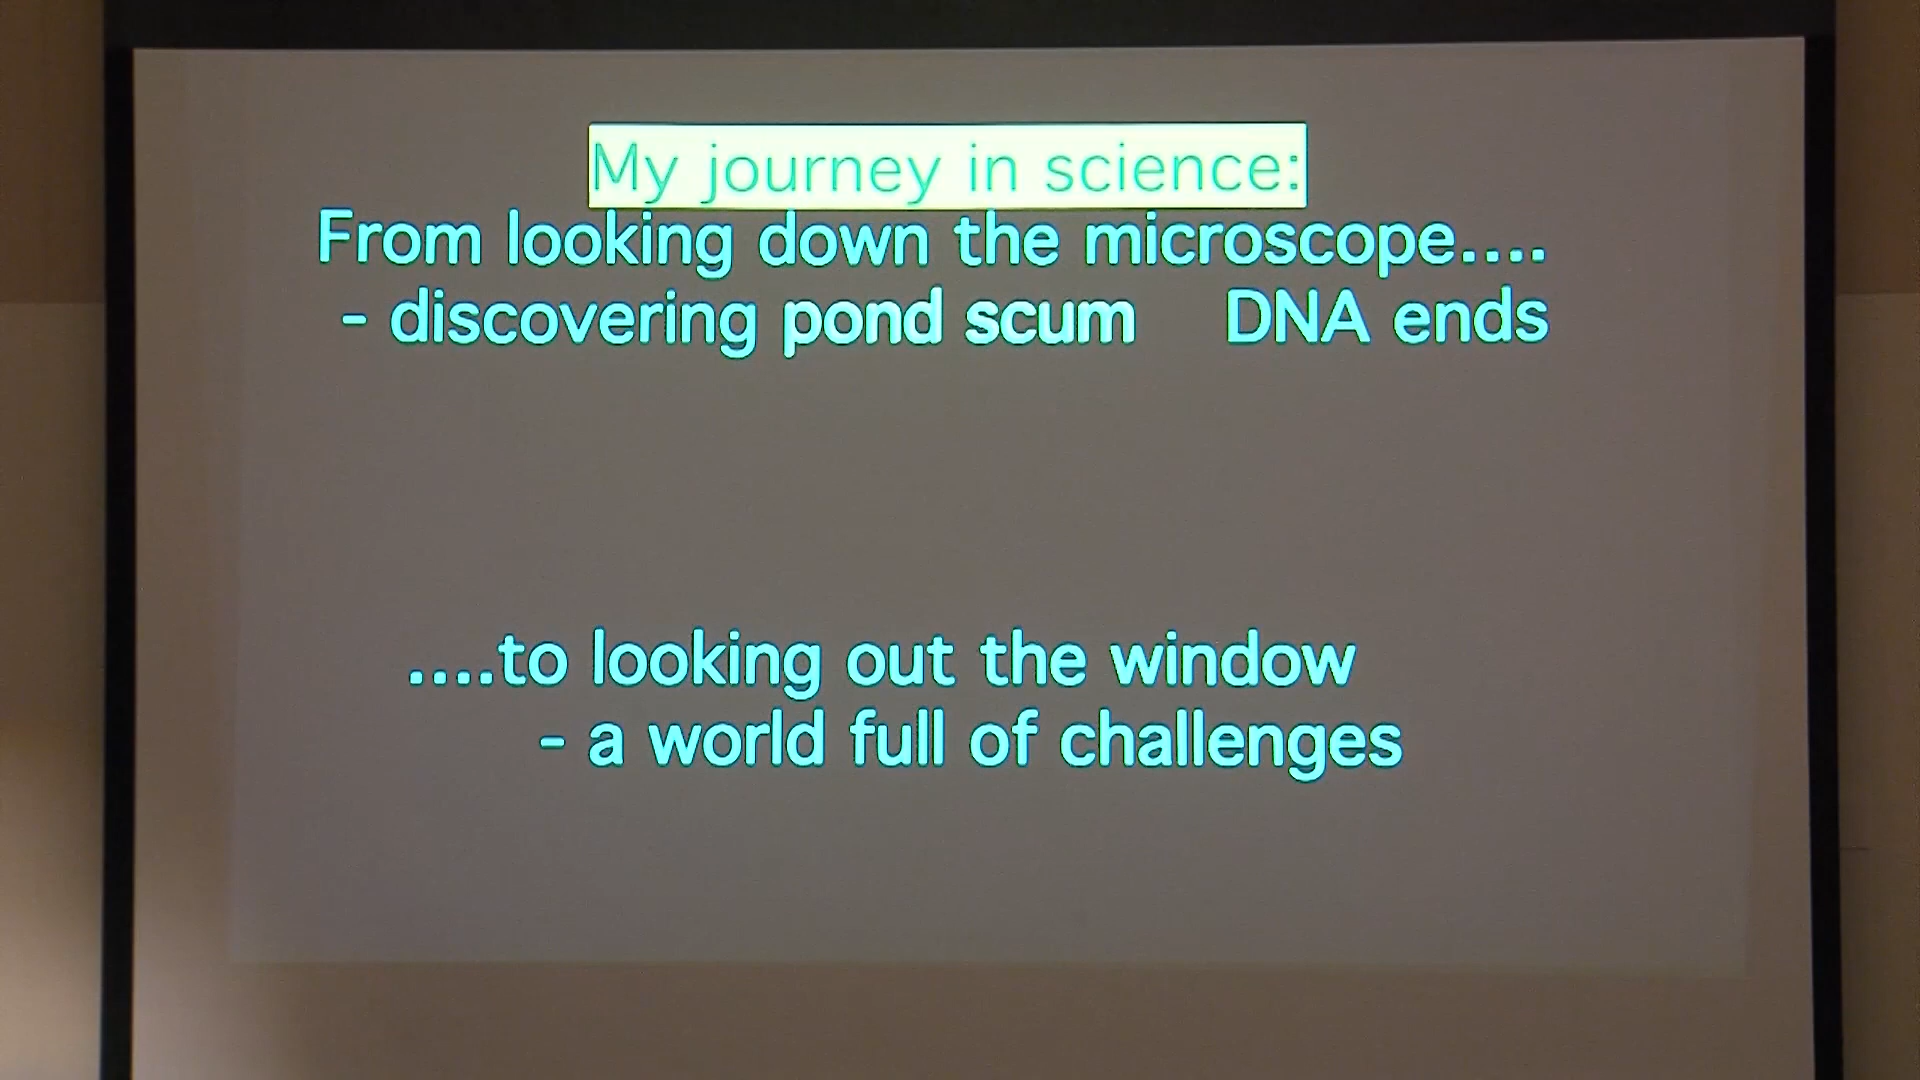 My journey in science:
From looking down the microscope....
- discovering pond scum DNA ends
....to looking out the window
- a world full of challenges